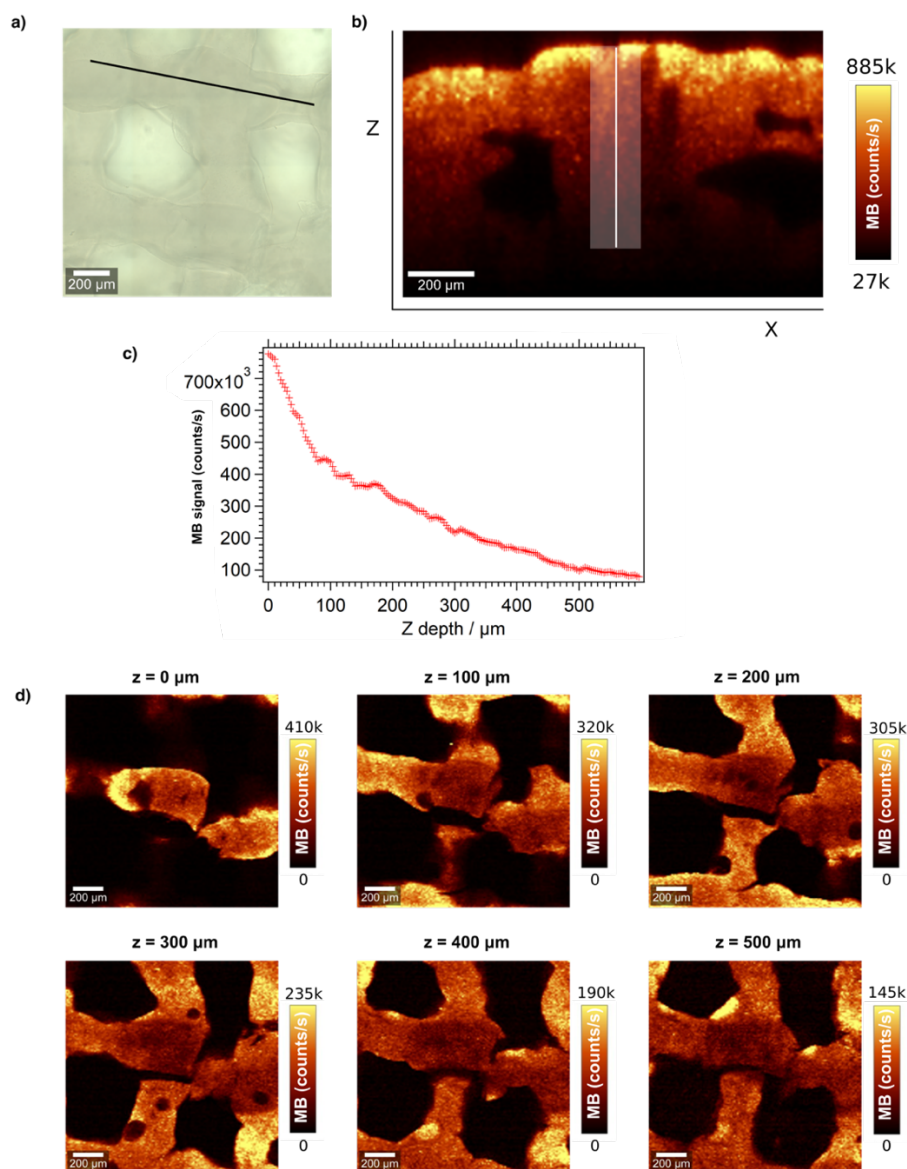 a)
200 µm
b)
Z
X
200 µm
885k
MB (counts/s)
27k
c)
MB signal (counts/s)
700x10³
600
500
400
300
200
100
0
100
200
300
400
500
Z depth / µm
d)
z = 0 µm
200 µm
410k
MB (counts/s)
0
z = 100 µm
200 µm
320k
MB (counts/s)
0
z = 200 µm
200 µm
305k
MB (counts/s)
0
z = 300 µm
200 µm
235k
MB (counts/s)
0
z = 400 µm
200 µm
190k
MB (counts/s)
0
z = 500 µm
200 µm
145k
MB (counts/s)
0